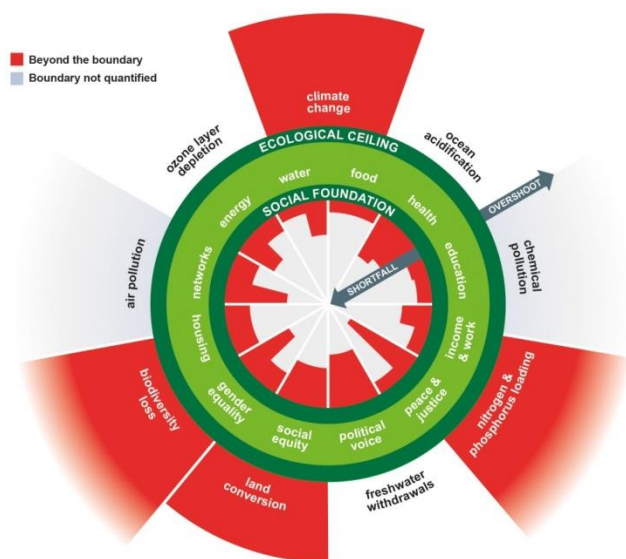 Beyond the boundary
Boundary not quantified
climate
change
ozone layer
depletion
ocean
acidification
ECOLOGICAL CEILING
OVERSHOOT
water
food
energy
health
SOCIAL FOUNDATION
SHORTFALL
networks
education
air pollution
chemical
pollution
housing
income
& work
gender
equality
peace &
justice
social
equity
political
voice
biodiversity
loss
nitrogen &
phosphorus loading
land
conversion
freshwater
withdrawals